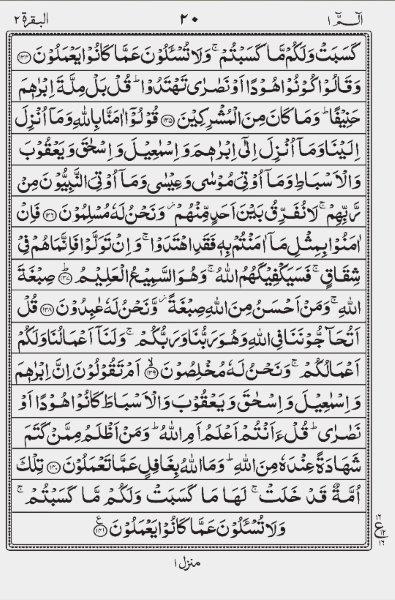 الٓمّٓ ١ ٢٠ البقرة ٢
كَسَبَتْ وَلَكُمْ مَّا كَسَبْتُمْ ۚ وَلَا تُسْـَٔلُوْنَ عَمَّا كَانُوْا يَعْمَلُوْنَ ﴿١٣٤﴾
وَقَالُوْا كُوْنُوْا هُوْدًا اَوْ نَصٰرٰى تَهْتَدُوْا ؕ قُلْ بَلْ مِلَّةَ اِبْرٰهٖمَ
حَنِيْفًا ؕ وَمَا كَانَ مِنَ الْمُشْرِكِيْنَ ﴿١٣٥﴾ قُوْلُوْٓا اٰمَنَّا بِاللّٰهِ وَمَآ اُنْزِلَ
اِلَيْنَا وَمَآ اُنْزِلَ اِلٰٓى اِبْرٰهٖمَ وَ اِسْمٰعِيْلَ وَ اِسْحٰقَ وَيَعْقُوْبَ
وَالْاَسْبَاطِ وَمَآ اُوْتِىَ مُوْسٰى وَعِيْسٰى وَمَآ اُوْتِىَ النَّبِيُّوْنَ مِنْ
رَّبِّهِمْ ۚ لَا نُفَرِّقُ بَيْنَ اَحَدٍ مِّنْهُمْ ۖ وَنَحْنُ لَهٗ مُسْلِمُوْنَ ﴿١٣٦﴾ فَاِنْ
اٰمَنُوْا بِمِثْلِ مَآ اٰمَنْتُمْ بِهٖ فَقَدِ اهْتَدَوْا ۚ وَ اِنْ تَوَلَّوْا فَاِنَّمَا هُمْ فِىْ
شِقَاقٍ ۚ فَسَيَكْفِيْكَهُمُ اللّٰهُ ۚ وَهُوَ السَّمِيْعُ الْعَلِيْمُ ﴿١٣٧﴾ صِبْغَةَ
اللّٰهِ ۚ وَمَنْ اَحْسَنُ مِنَ اللّٰهِ صِبْغَةً ۖ وَّنَحْنُ لَهٗ عٰبِدُوْنَ ﴿١٣٨﴾ قُلْ
اَتُحَآجُّوْنَنَا فِى اللّٰهِ وَهُوَ رَبُّنَا وَرَبُّكُمْ ۚ وَلَنَآ اَعْمَالُنَا وَلَكُمْ
اَعْمَالُكُمْ ۚ وَنَحْنُ لَهٗ مُخْلِصُوْنَ ﴿١٣٩﴾ اَمْ تَقُوْلُوْنَ اِنَّ اِبْرٰهٖمَ
وَ اِسْمٰعِيْلَ وَ اِسْحٰقَ وَيَعْقُوْبَ وَالْاَسْبَاطَ كَانُوْا هُوْدًا اَوْ
نَصٰرٰى ؕ قُلْ ءَاَنْتُمْ اَعْلَمُ اَمِ اللّٰهُ ؕ وَمَنْ اَظْلَمُ مِمَّنْ كَتَمَ
شَهَادَةً عِنْدَهٗ مِنَ اللّٰهِ ؕ وَمَا اللّٰهُ بِغَافِلٍ عَمَّا تَعْمَلُوْنَ ﴿١٤٠﴾ تِلْكَ
اُمَّةٌ قَدْ خَلَتْ ۚ لَهَا مَا كَسَبَتْ وَلَكُمْ مَّا كَسَبْتُمْ ۚ
وَلَا تُسْـَٔلُوْنَ عَمَّا كَانُوْا يَعْمَلُوْنَ ﴿١٤١﴾ ع
منزل ١